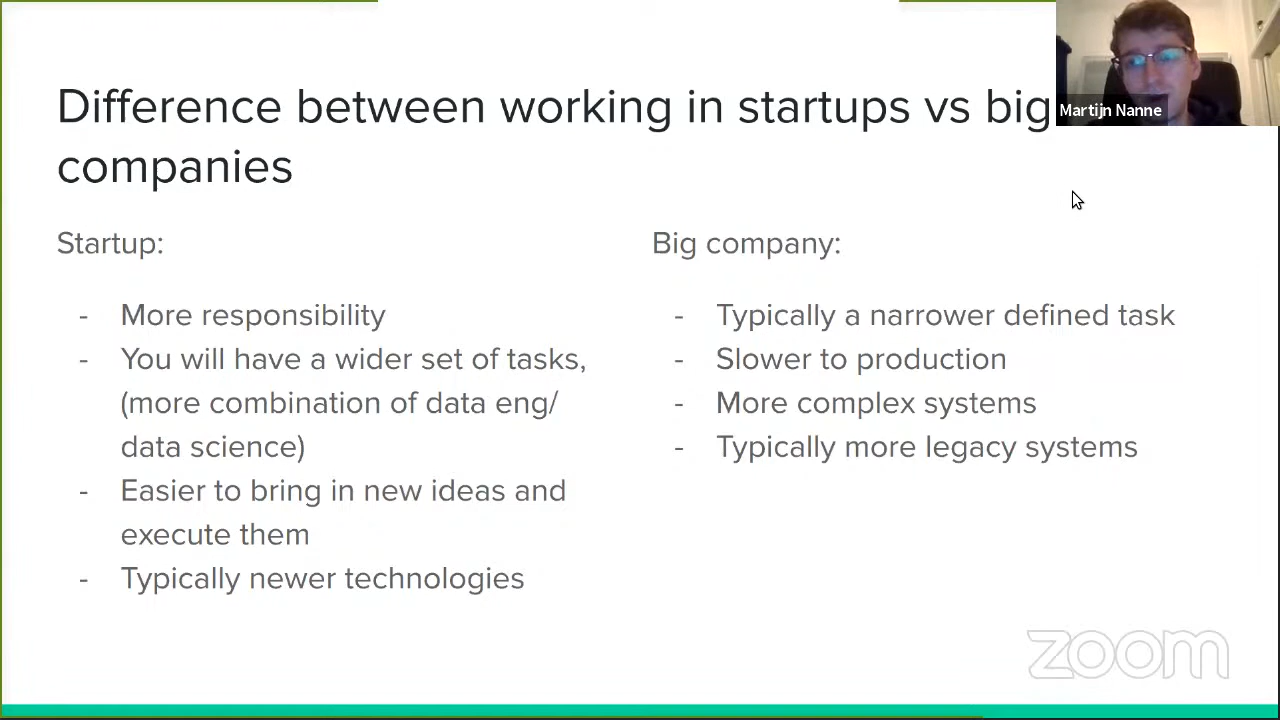 Difference between working in startups vs big
companies
Martijn Nanne
Startup:
- More responsibility
- You will have a wider set of tasks,
(more combination of data eng/
data science)
- Easier to bring in new ideas and
execute them
- Typically newer technologies
Big company:
- Typically a narrower defined task
- Slower to production
- More complex systems
- Typically more legacy systems
zoom